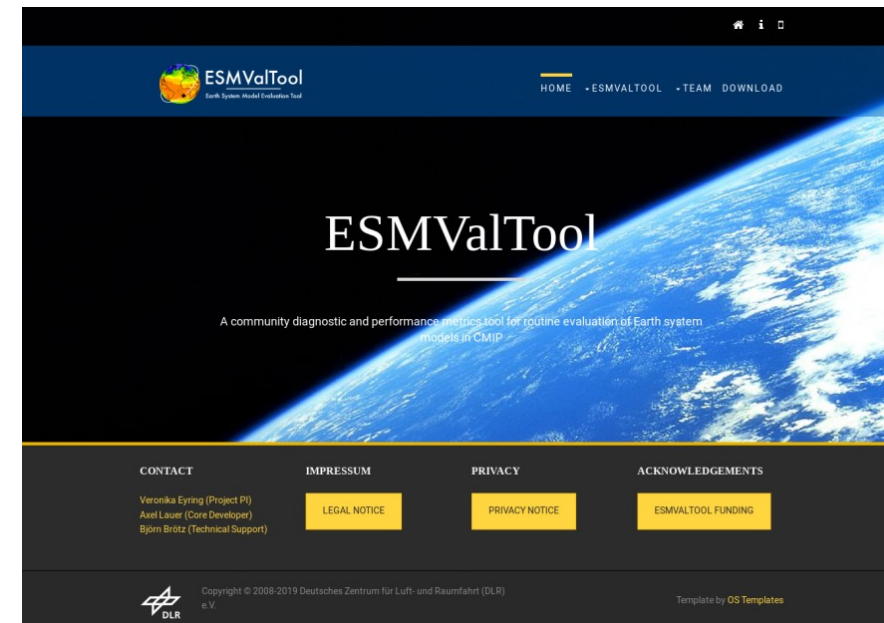 ESMValTool
Earth System Model Evaluation Tool
HOME ESMVALTOOL TEAM DOWNLOAD
ESMValTool
A community diagnostic and performance metrics tool for routine evaluation of Earth system
models in CMIP
CONTACT
Veronika Eyring (Project PI)
Axel Lauer (Core Developer)
Björn Brötz (Technical Support)
IMPRESSUM
LEGAL NOTICE
PRIVACY
PRIVACY NOTICE
ACKNOWLEDGEMENTS
ESMVALTOOL FUNDING
DLR
Copyright © 2008-2019 Deutsches Zentrum für Luft- und Raumfahrt (DLR)
e.V.
Template by OS Templates